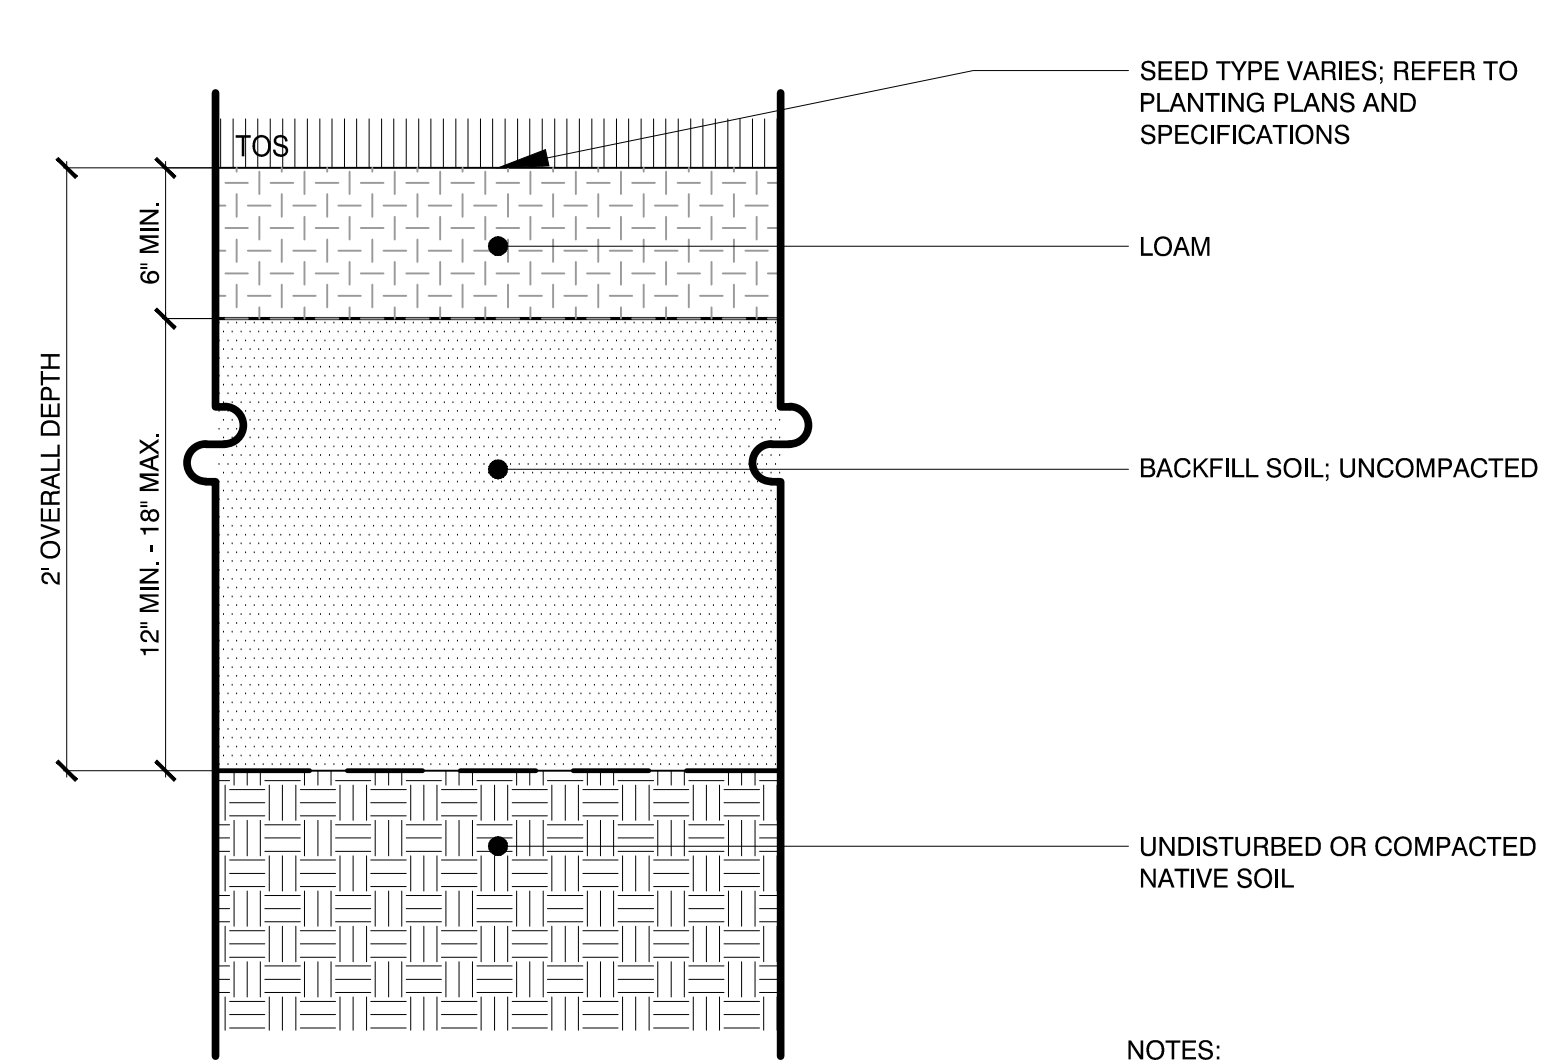 SEED TYPE VARIES; REFER TO
PLANTING PLANS AND
SPECIFICATIONS
TOS
6" MIN.
LOAM
2' OVERALL DEPTH
12" MIN. - 18" MAX.
BACKFILL SOIL; UNCOMPACTED
UNDISTURBED OR COMPACTED
NATIVE SOIL
NOTES: